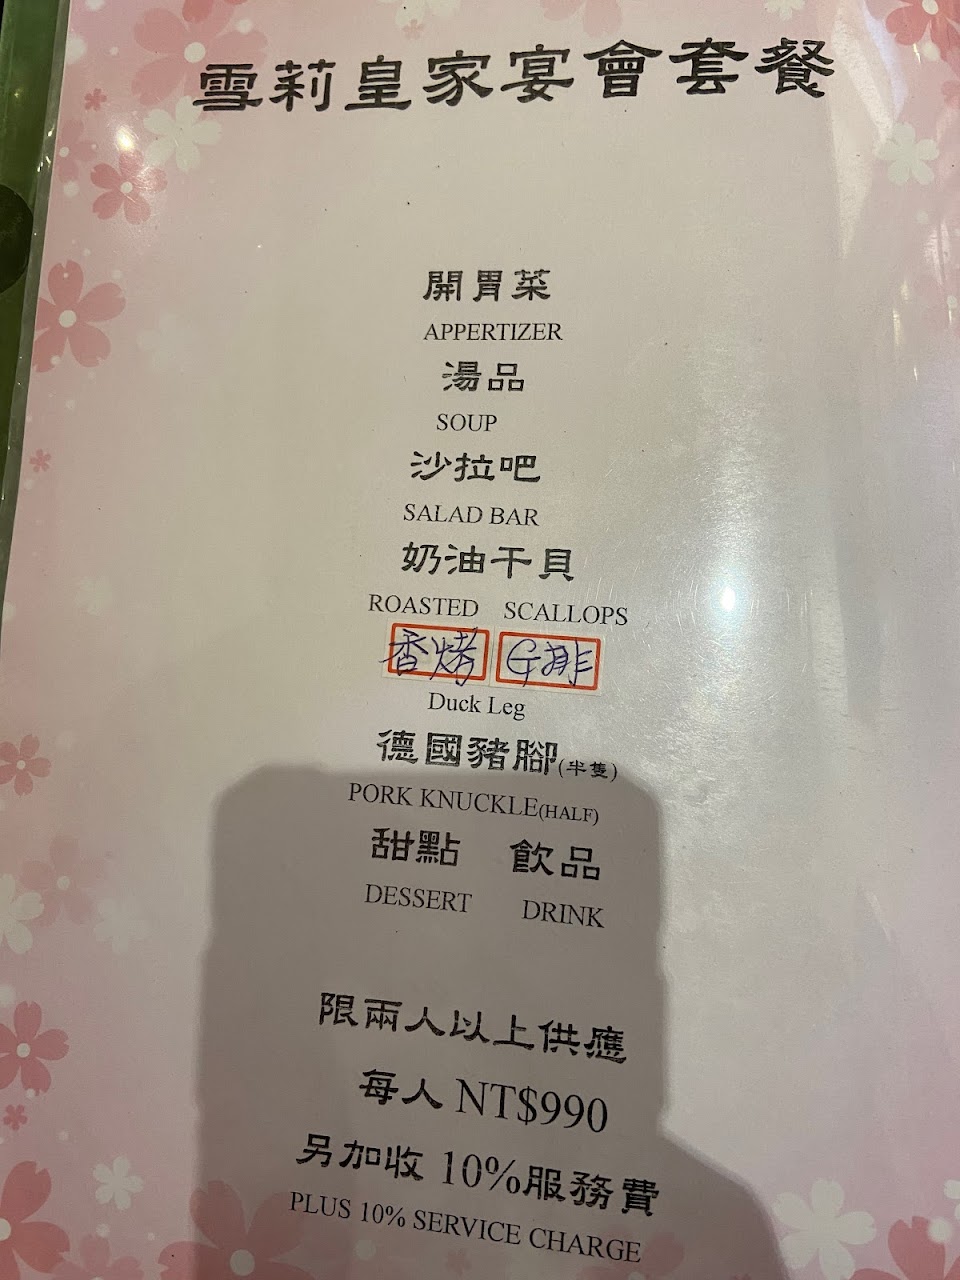 雪莉皇家宴會套餐
開胃菜
APPERTIZER
湯品
SOUP
沙拉吧
SALAD BAR
奶油干貝
ROASTED SCALLOPS
香烤 G排
Duck Leg
德國豬腳(半隻)
PORK KNUCKLE(HALF)
甜點 飲品
DESSERT DRINK
限兩人以上供應
每人 NT$990
另加收 10%服務費
PLUS 10% SERVICE CHARGE